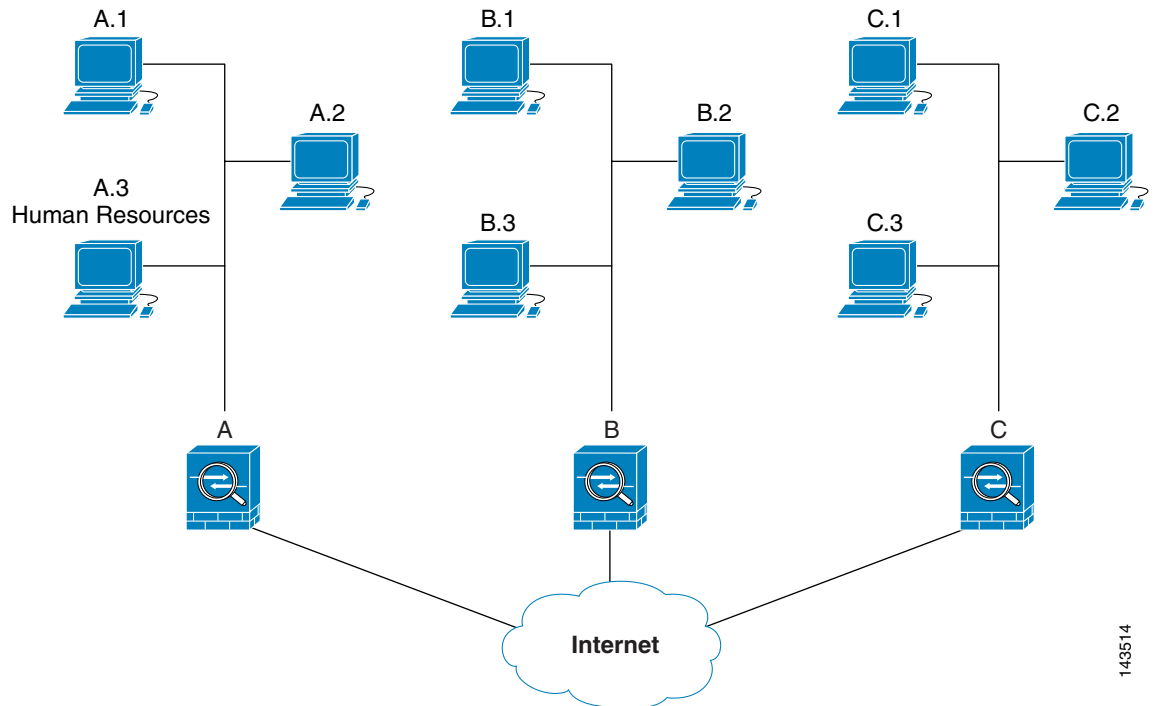 A.1
B.1
C.1
A.2
B.2
C.2
A.3
Human Resources
B.3
C.3
A
B
C
Internet
143514